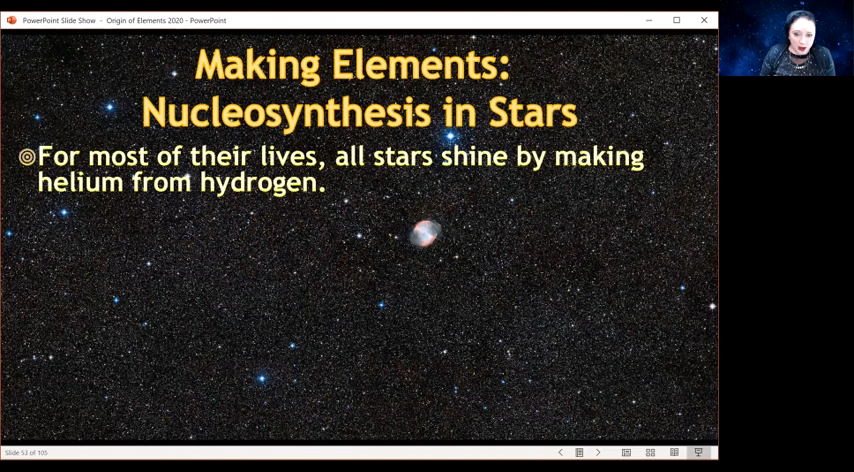 PowerPoint Slide Show - Origin of Elements 2020 - PowerPoint
Making Elements:
Nucleosynthesis in Stars
For most of their lives, all stars shine by making
helium from hydrogen.
Slide 53 of 105